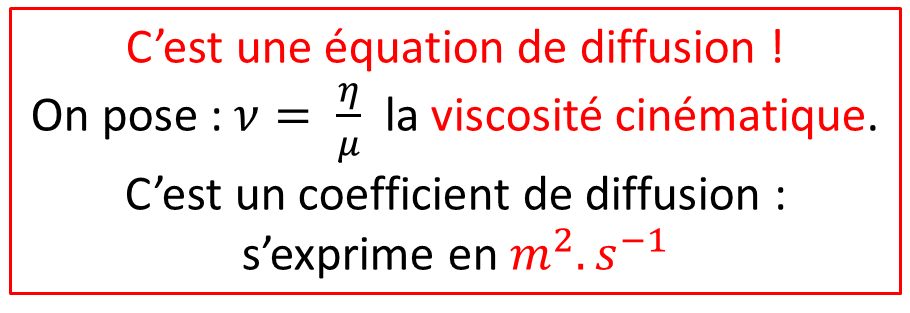 C’est une équation de diffusion !
On pose : 𝜈 = 𝜂/𝜇 la viscosité cinématique.
C’est un coefficient de diffusion :
s’exprime en 𝑚².𝑠⁻¹